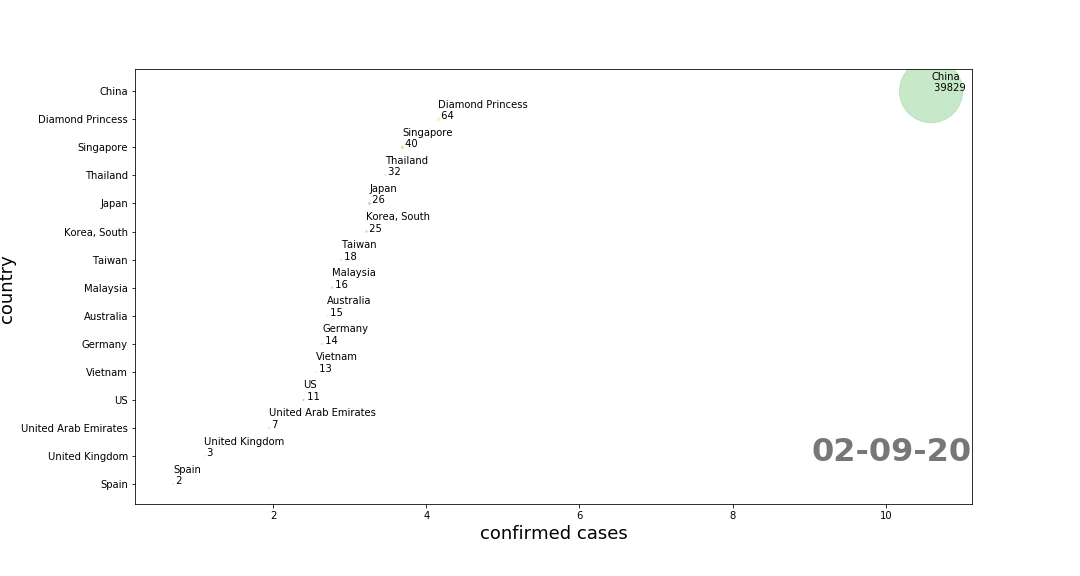 China
39829
China
Diamond Princess
64
Diamond Princess
Singapore
40
Singapore
Thailand
32
Thailand
Japan
26
Japan
Korea, South
25
Korea, South
Taiwan
18
Taiwan
Malaysia
16
Malaysia
Australia
15
Australia
Germany
14
Germany
Vietnam
13
Vietnam
US
11
US
United Arab Emirates
7
United Arab Emirates
United Kingdom
3
United Kingdom
Spain
2
Spain
country
02-09-20
2 4 6 8 10
confirmed cases